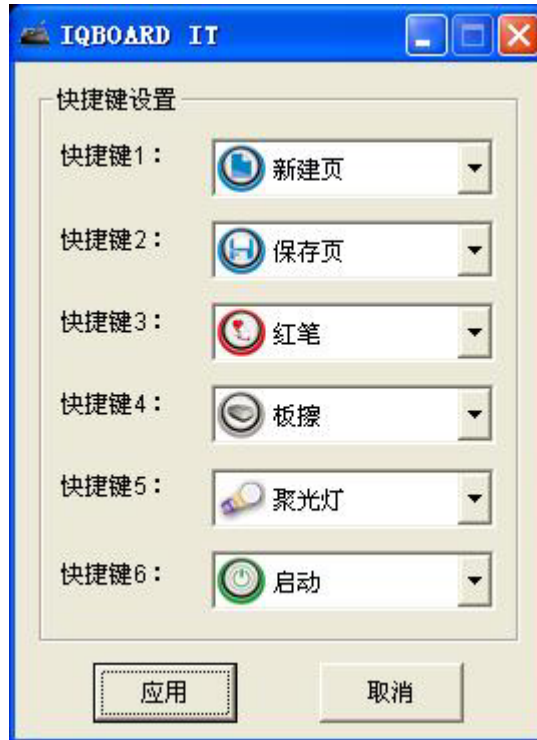 IQBOARD IT
快捷键设置
快捷键1：
新建页
快捷键2：
保存页
快捷键3：
红笔
快捷键4：
板擦
快捷键5：
聚光灯
快捷键6：
启动
应用
取消